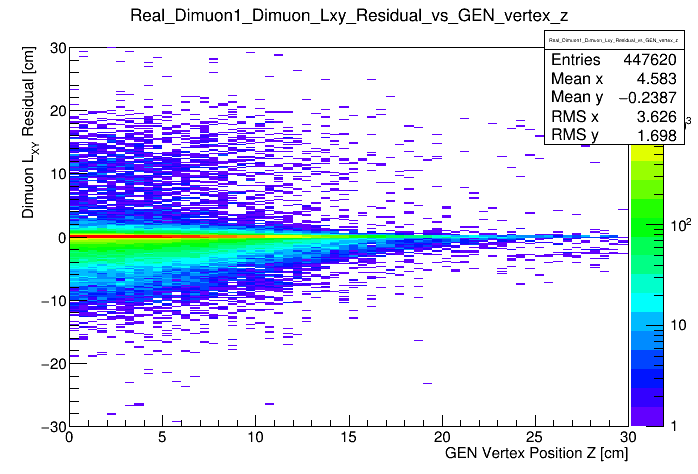 Real_Dimuon1_Dimuon_Lxy_Residual_vs_GEN_vertex_z
Real_Dimuon1_Dimuon_Lxy_Residual_vs_GEN_vertex_z
Entries 447620
Mean x 4.583
Mean y −0.2387
RMS x 3.626
RMS y 1.698
Dimuon L_XY Residual [cm]
30
20
10
0
−10
−20
−30
0 5 10 15 20 25 30
GEN Vertex Position Z [cm]
3
10²
10
1